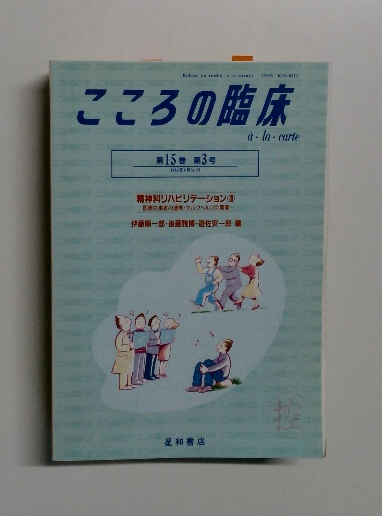 こころの臨床
à・la・carte
第15巻 第3号
精神科リハビリテーション(Ⅲ)
伊藤順一郎・後藤雅博・遊佐安一郎 編
控
星和書店